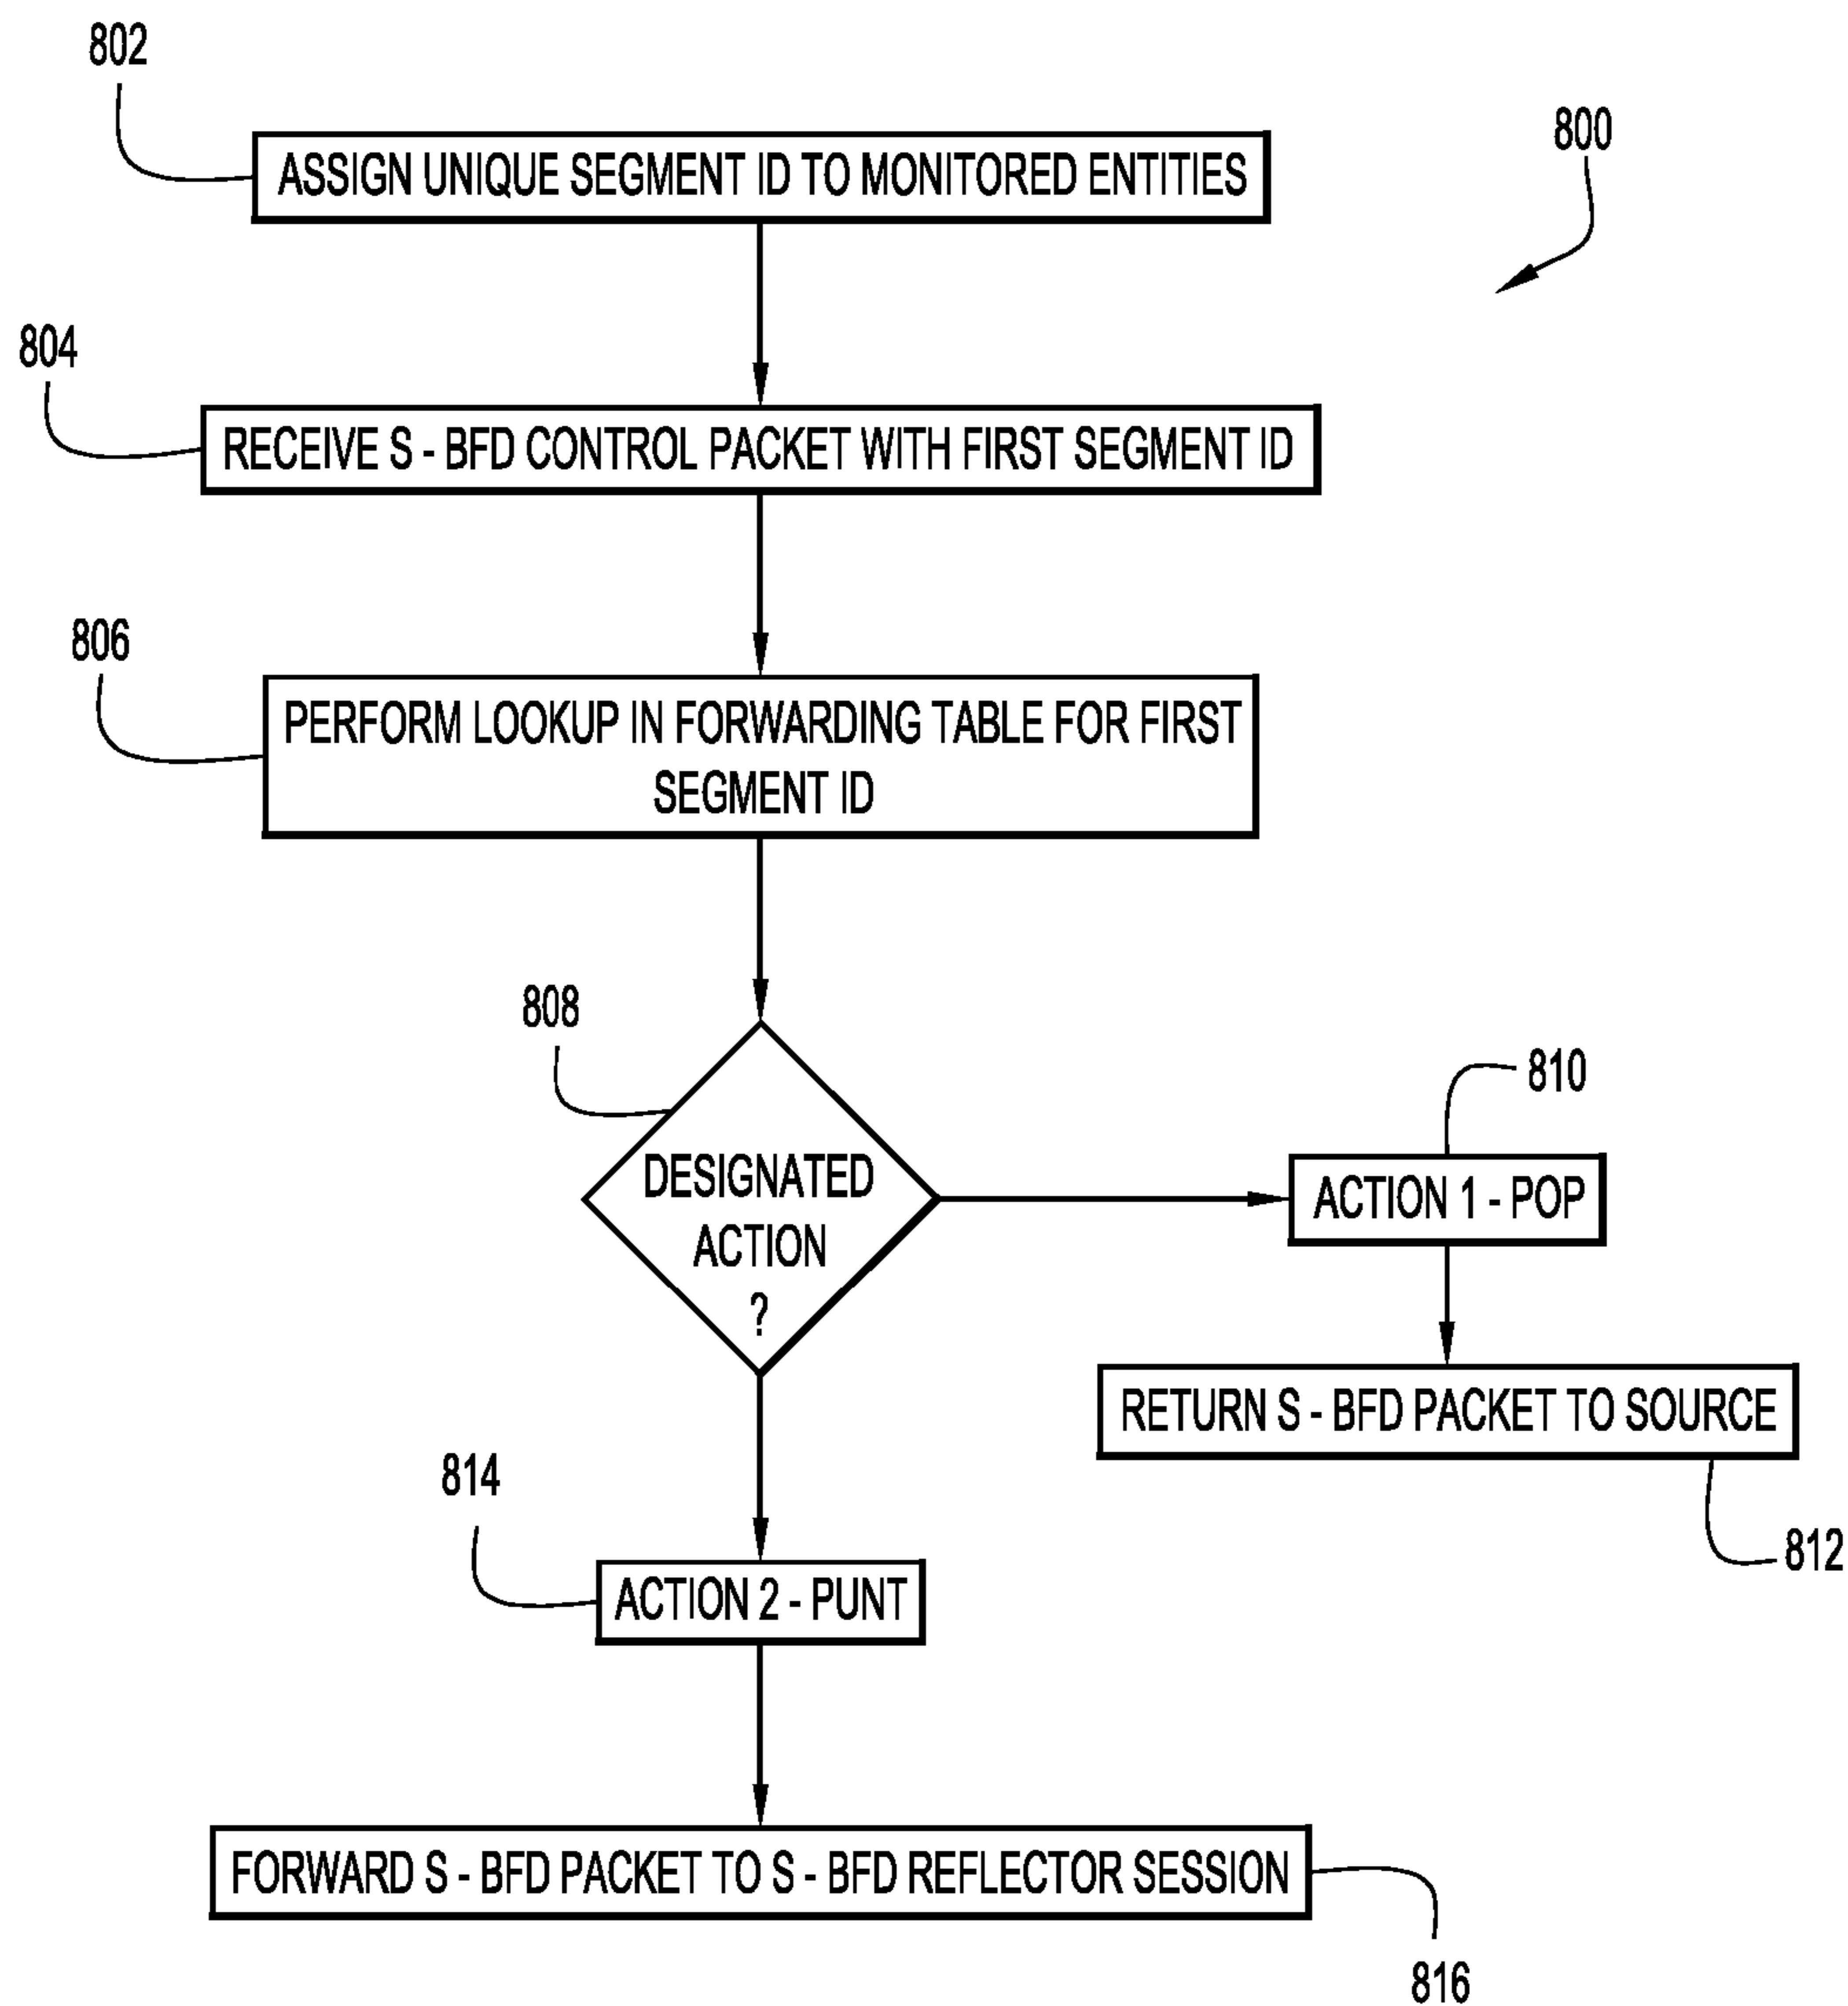 802
800
ASSIGN UNIQUE SEGMENT ID TO MONITORED ENTITIES
804
RECEIVE S - BFD CONTROL PACKET WITH FIRST SEGMENT ID
806
PERFORM LOOKUP IN FORWARDING TABLE FOR FIRST
SEGMENT ID
808
DESIGNATED
ACTION
?
810
ACTION 1 - POP
RETURN S - BFD PACKET TO SOURCE
812
814
ACTION 2 - PUNT
FORWARD S - BFD PACKET TO S - BFD REFLECTOR SESSION
816